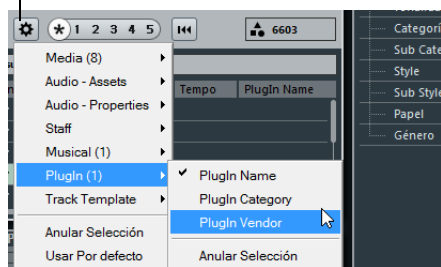 * 1 2 3 4 5
6603
Media (8)
Audio - Assets
Audio - Properties
Staff
Musical (1)
PlugIn (1)
Track Template
Anular Selección
Usar Por defecto
Tempo
PlugIn Name
PlugIn Name
PlugIn Category
PlugIn Vendor
Anular Selección
Categorí
Sub Cate
Style
Sub Style
Papel
Género